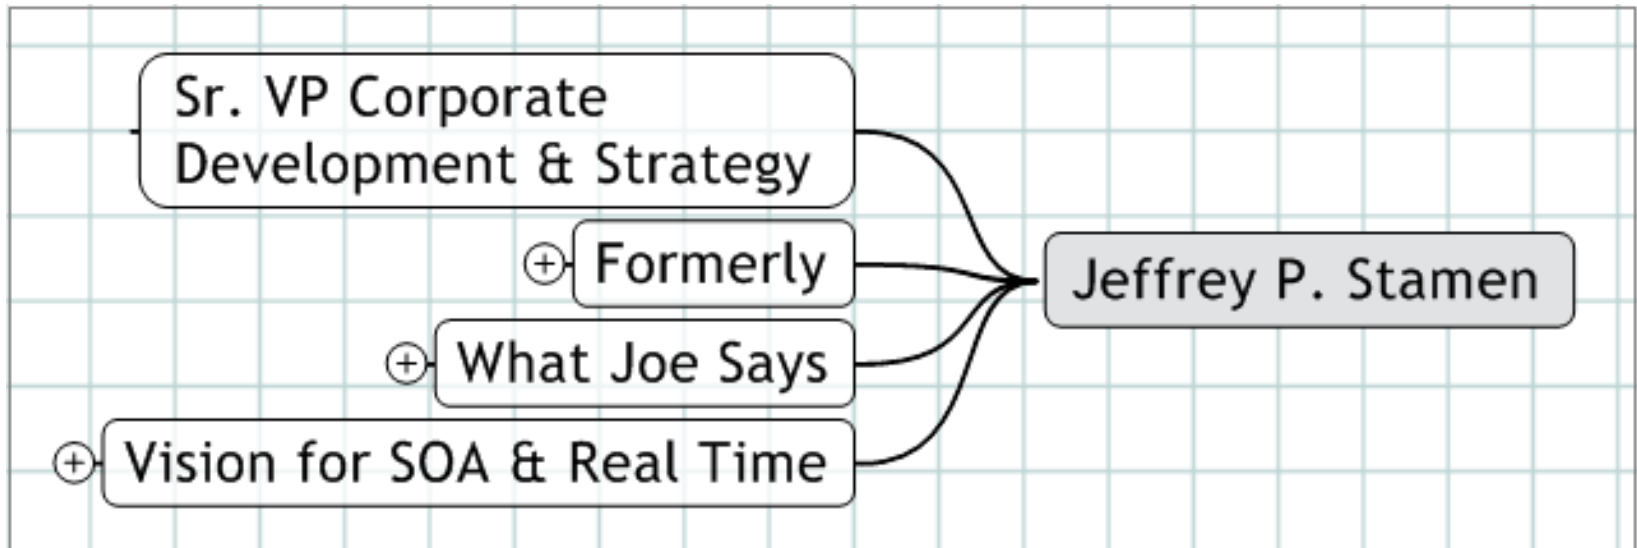 Sr. VP Corporate
Development & Strategy
Formerly
What Joe Says
Vision for SOA & Real Time
Jeffrey P. Stamen